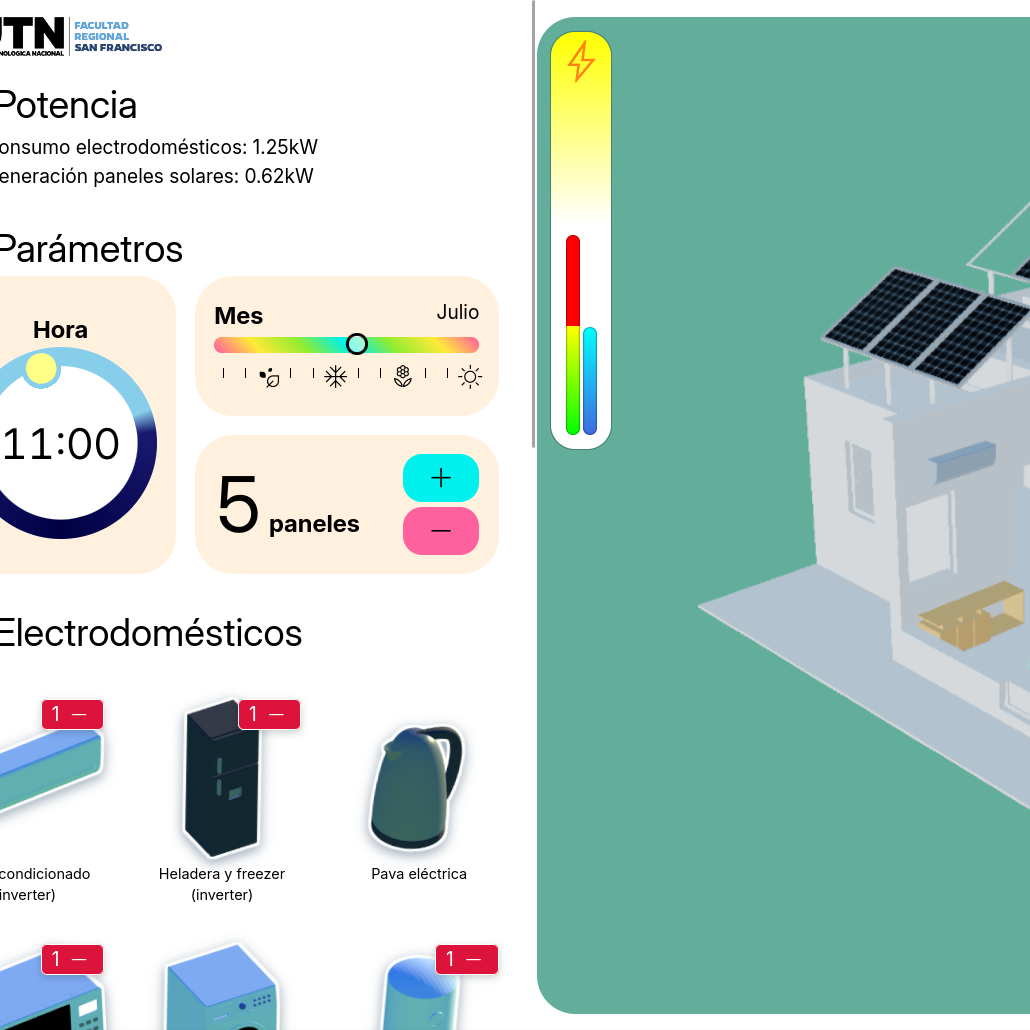 UTN
FACULTAD
REGIONAL
SAN FRANCISCO
NOLOGICA NACIONAL
Potencia
onsumo electrodomésticos: 1.25kW
eneración paneles solares: 0.62kW
Parámetros
Hora
11:00
Mes
Julio
5 paneles
+
—
Electrodomésticos
1 —
1 —
condicionado
inverter)
Heladera y freezer
(inverter)
Pava eléctrica
1 —
1 —